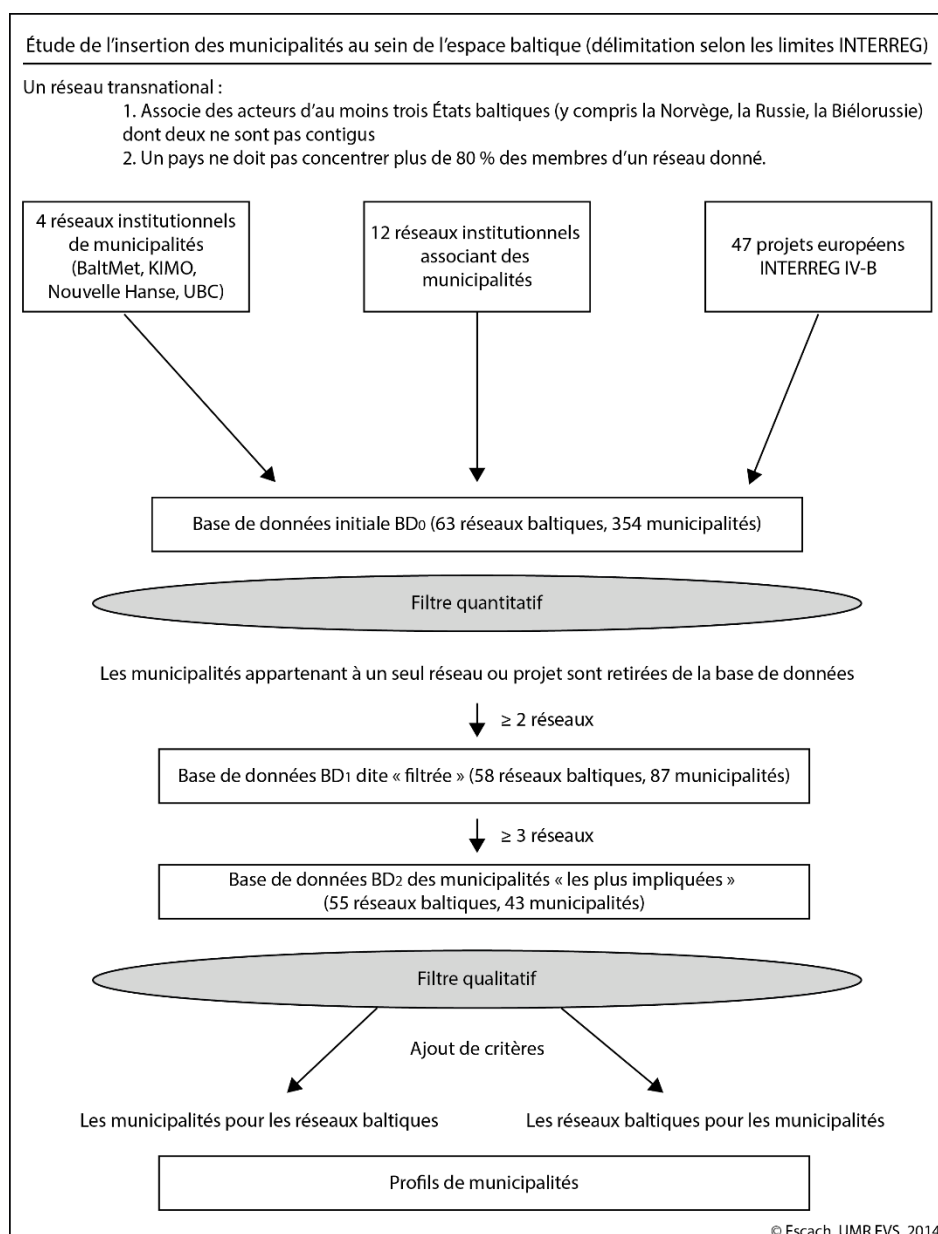 Étude de l'insertion des municipalités au sein de l'espace baltique (délimitation selon les limites INTERREG)
Un réseau transnational :
1. Associe des acteurs d'au moins trois États baltiques (y compris la Norvège, la Russie, la Biélorussie)
dont deux ne sont pas contigus
2. Un pays ne doit pas concentrer plus de 80 % des membres d'un réseau donné.
4 réseaux institutionnels
de municipalités
(BaltMet, KIMO,
Nouvelle Hanse, UBC)
12 réseaux institutionnels
associant des
municipalités
47 projets européens
INTERREG IV-B
Base de données initiale BD0 (63 réseaux baltiques, 354 municipalités)
Filtre quantitatif
Les municipalités appartenant à un seul réseau ou projet sont retirées de la base de données
≥ 2 réseaux
Base de données BD1 dite « filtrée » (58 réseaux baltiques, 87 municipalités)
≥ 3 réseaux
Base de données BD2 des municipalités « les plus impliquées »
(55 réseaux baltiques, 43 municipalités)
Filtre qualitatif
Ajout de critères
Les municipalités pour les réseaux baltiques
Les réseaux baltiques pour les municipalités
Profils de municipalités
© Escach, UMR EVS, 2014